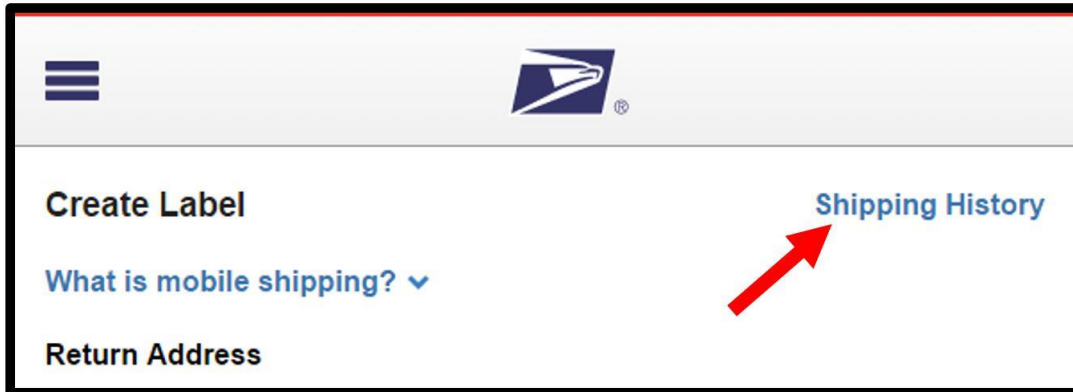 ®
Create Label
Shipping History
What is mobile shipping?
Return Address